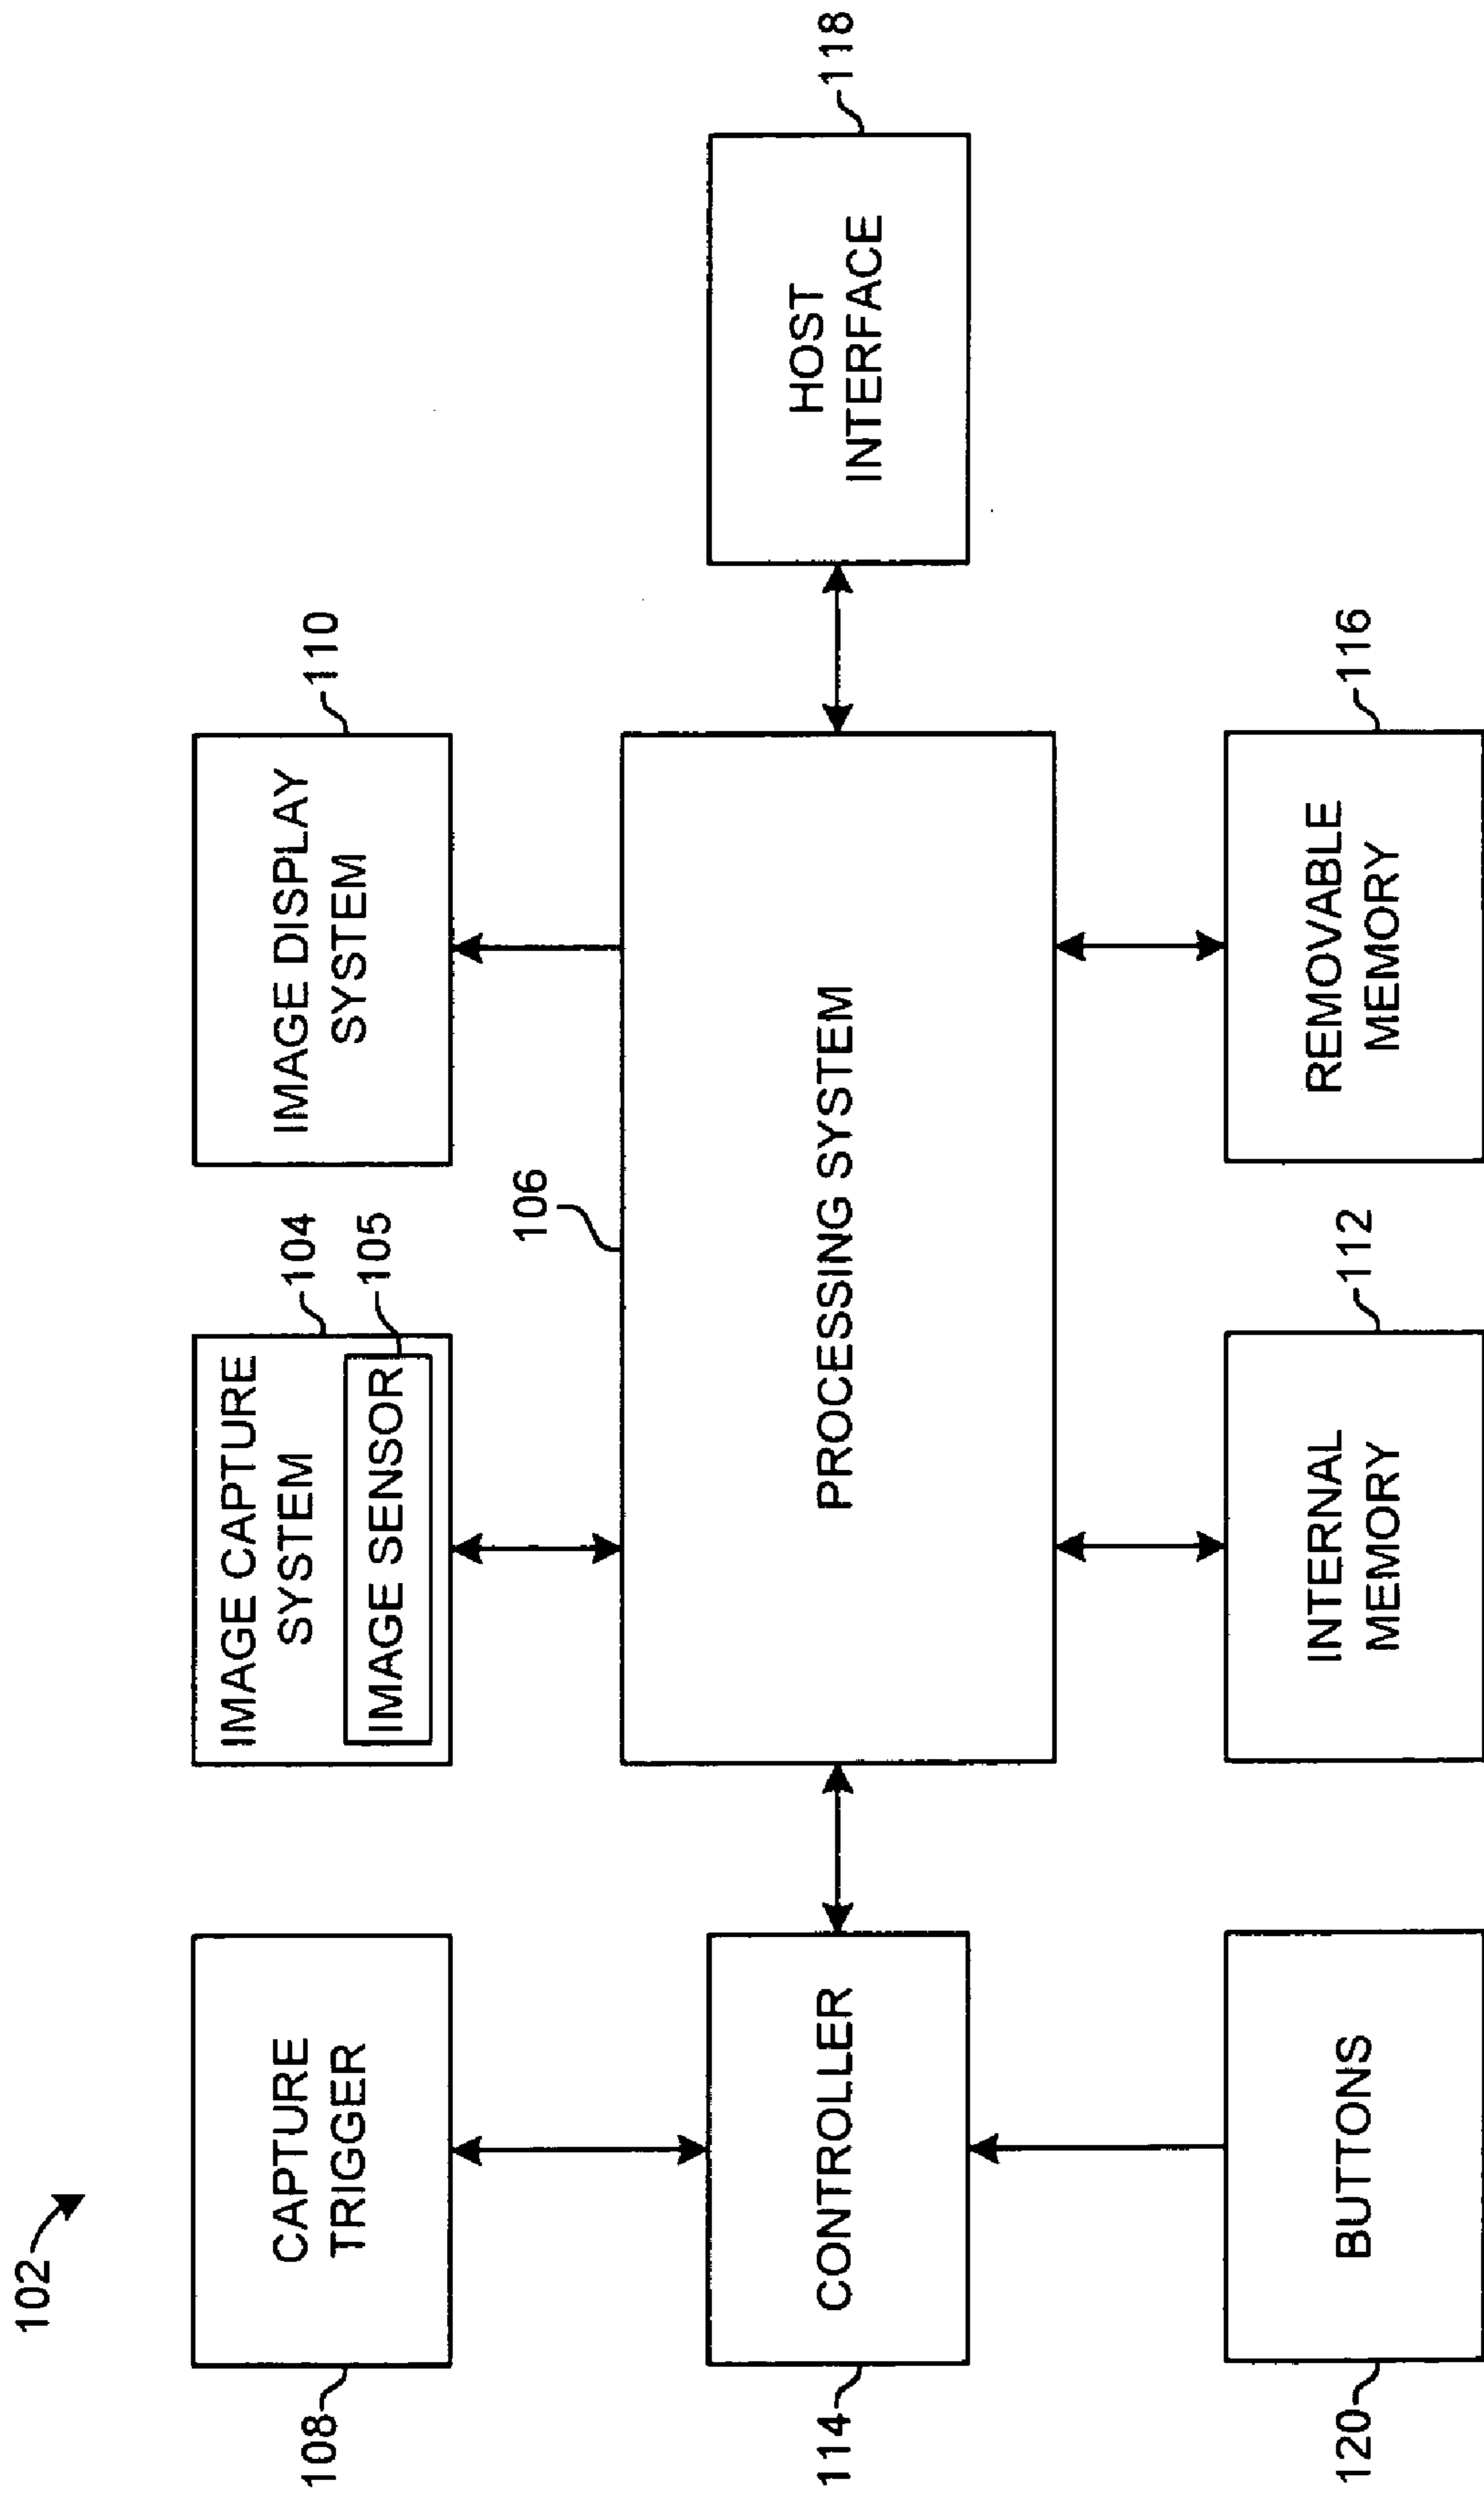 102
108
CAPTURE
TRIGGER
IMAGE CAPTURE
SYSTEM
104
IMAGE SENSOR
105
IMAGE DISPLAY
SYSTEM
110
106
114
CONTROLLER
PROCESSING SYSTEM
HOST
INTERFACE
118
120
BUTTONS
INTERNAL
MEMORY
112
REMOVABLE
MEMORY
116